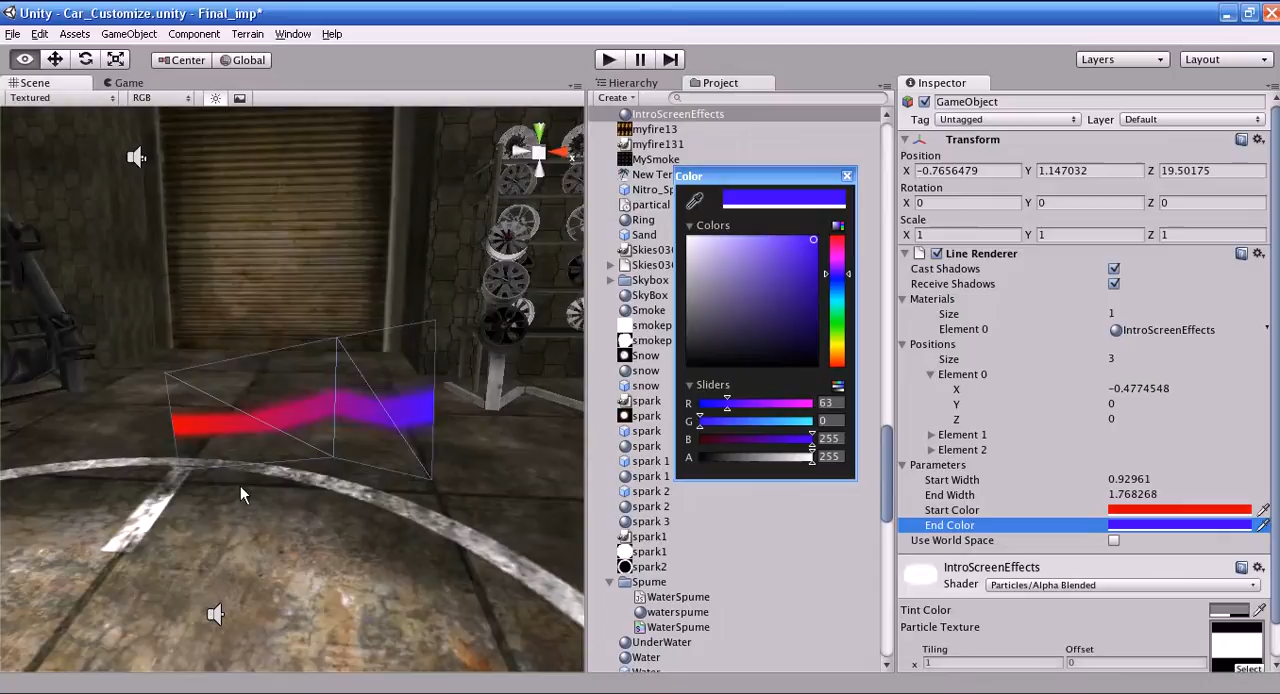 Unity - Car_Customize.unity - Final_imp*
File Edit Assets GameObject Component Terrain Window Help
Center Global Layers Layout
Scene Game
Textured RGB
x
Hierarchy Project
Create
IntroScreenEffects
myfire13
myfire131
MySmoke
New Ter
Nitro_Sp
partical
Ring
Sand
Skies03
Skies03
Skybox
SkyBox
Smoke
smokep
smokep
Snow
snow
snow
spark
spark
spark
spark
spark 1
spark 1
spark 2
spark 2
spark 3
spark1
spark1
spark2
Spume
WaterSpume
waterspume
WaterSpume
UnderWater
Water
Color
Colors
Sliders
R 63
G 0
B 255
A 255
Inspector
GameObject
Tag Untagged Layer Default
Transform
Position
X -0.7656479 Y 1.147032 Z 19.50175
Rotation
X 0 Y 0 Z 0
Scale
X 1 Y 1 Z 1
Line Renderer
Cast Shadows
Receive Shadows
Materials
Size 1
Element 0 IntroScreenEffects
Positions
Size 3
Element 0
X -0.4774548
Y 0
Z 0
Element 1
Element 2
Parameters
Start Width 0.92961
End Width 1.768268
Start Color
End Color
Use World Space
IntroScreenEffects
Shader Particles/Alpha Blended
Tint Color
Particle Texture
Tiling Offset
x 1 0
Select